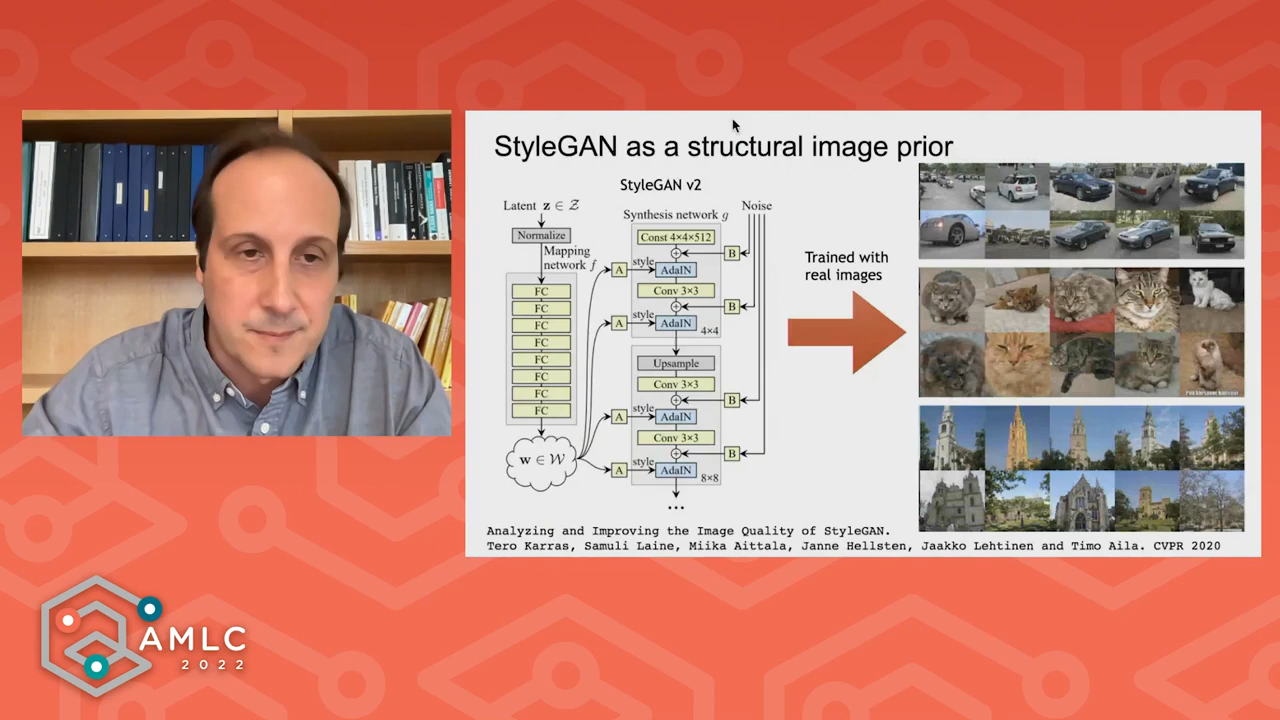 StyleGAN as a structural image prior
StyleGAN v2
Latent z ∈ Z
Normalize
Mapping
network f
FC
FC
FC
FC
FC
FC
FC
FC
w ∈ W
Synthesis network g
Noise
Const 4×4×512
B
A
style
AdaIN
Conv 3×3
B
A
style
AdaIN
4×4
Upsample
Conv 3×3
B
A
style
AdaIN
Conv 3×3
B
A
style
AdaIN
8×8
...
Trained with
real images
Analyzing and Improving the Image Quality of StyleGAN.
Tero Karras, Samuli Laine, Miika Aittala, Janne Hellsten, Jaakko Lehtinen and Timo Aila. CVPR 2020
AMLC
2022